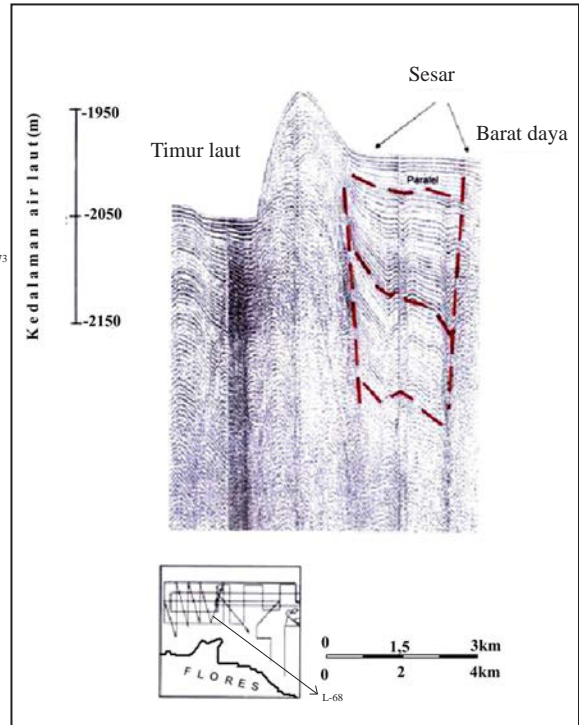 Sesar
Timur laut
Barat daya
Paralel
Kedalaman air laut (m)
-1950
-2050
-2150
FLORES
L-68
0 1,5 3km
0 2 4km